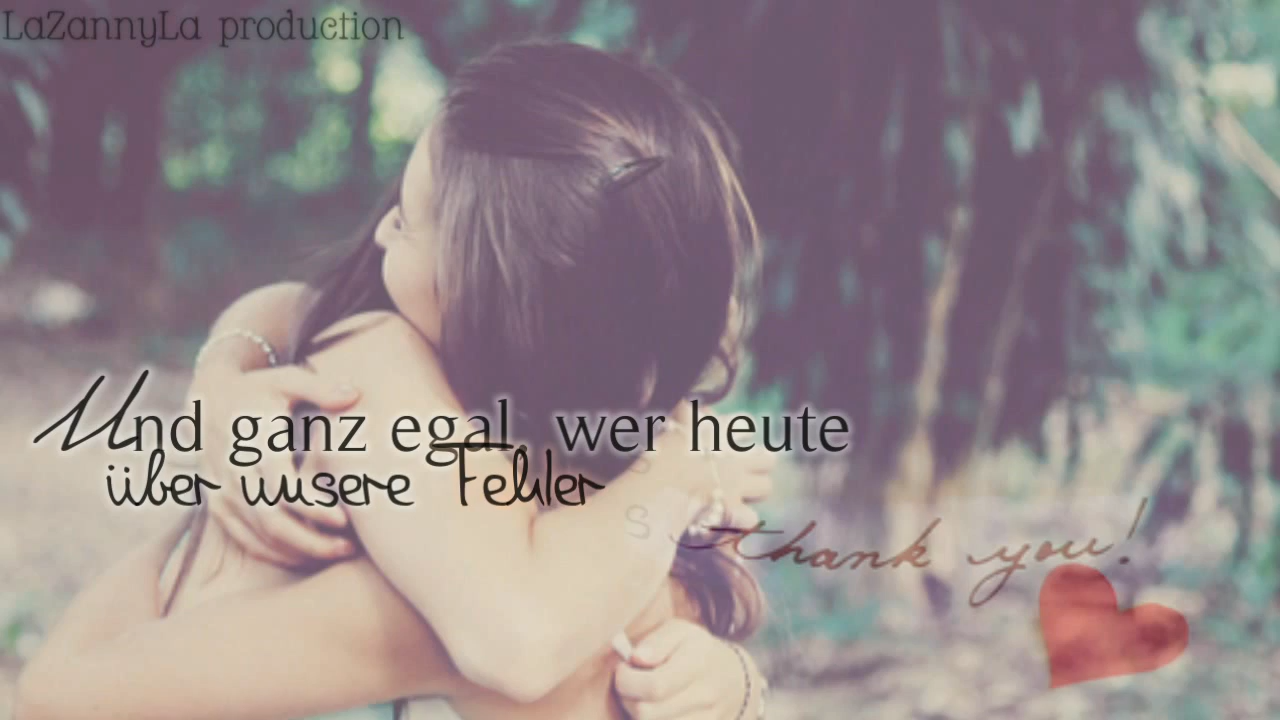 LaZannyLa production
Und ganz egal, wer heute
über unsere Fehler
thank you!